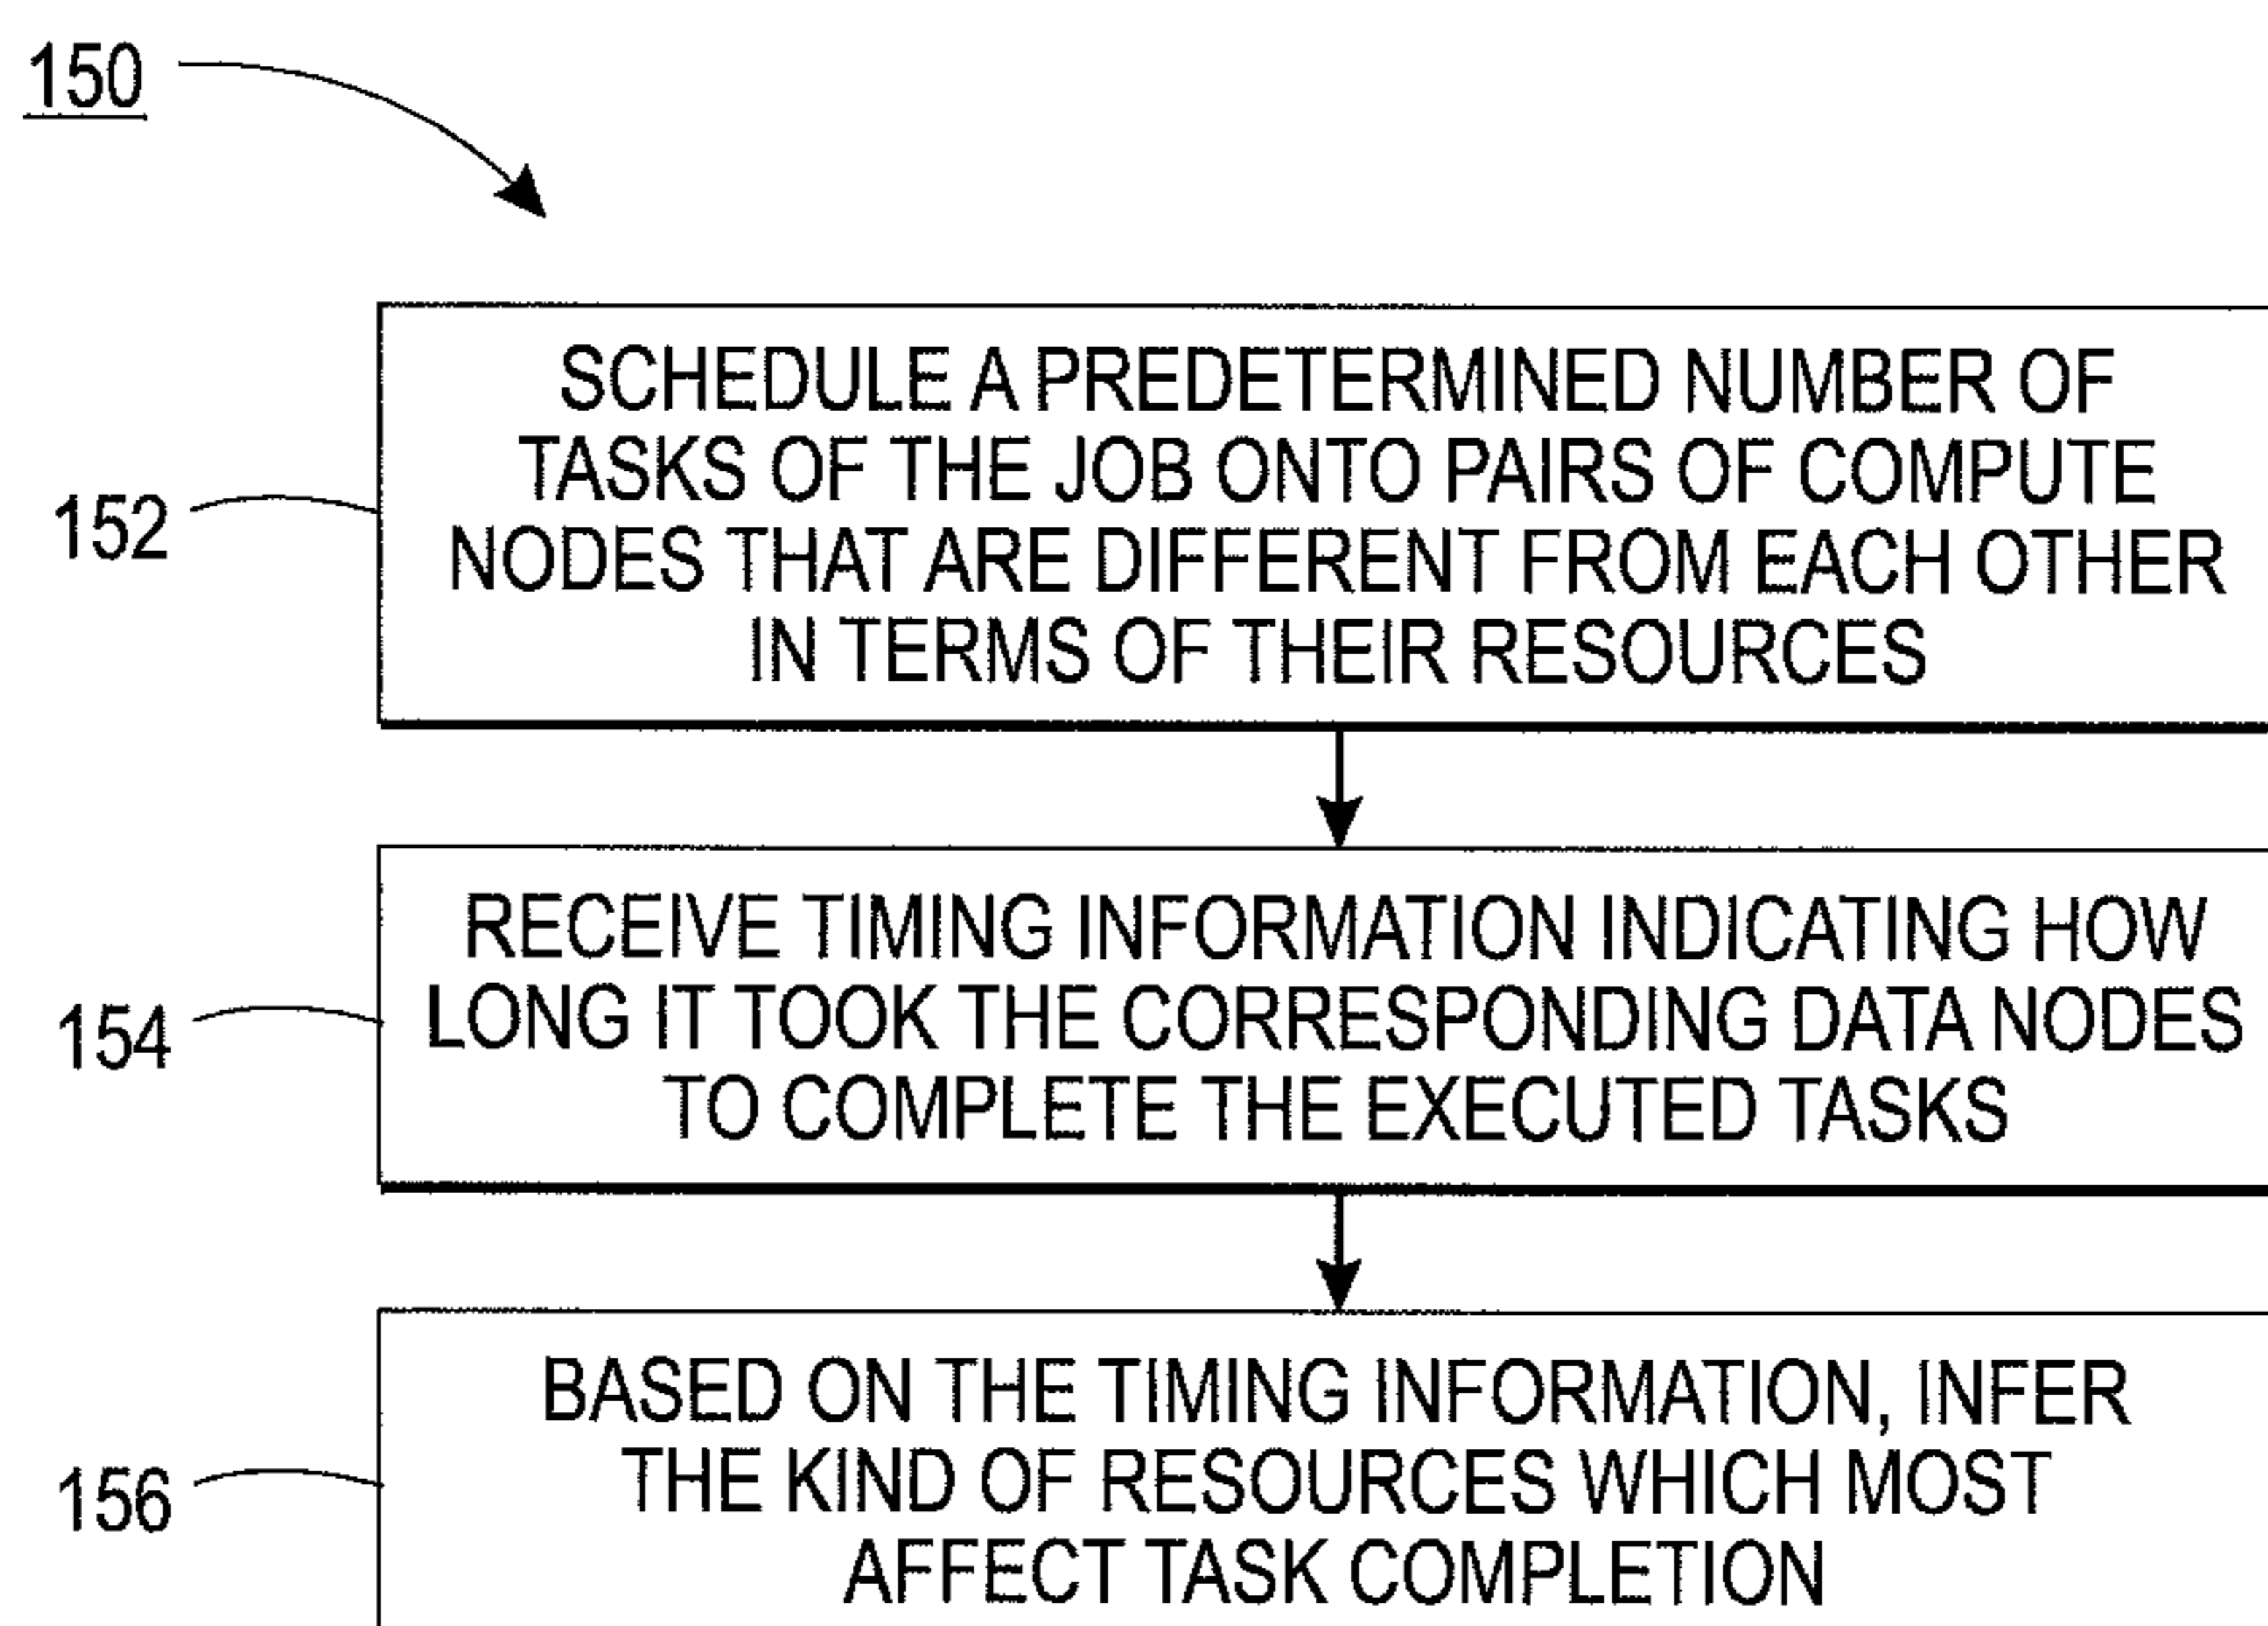 150
SCHEDULE A PREDETERMINED NUMBER OF
TASKS OF THE JOB ONTO PAIRS OF COMPUTE
152
NODES THAT ARE DIFFERENT FROM EACH OTHER
IN TERMS OF THEIR RESOURCES
RECEIVE TIMING INFORMATION INDICATING HOW
154
LONG IT TOOK THE CORRESPONDING DATA NODES
TO COMPLETE THE EXECUTED TASKS
BASED ON THE TIMING INFORMATION, INFER
156
THE KIND OF RESOURCES WHICH MOST
AFFECT TASK COMPLETION